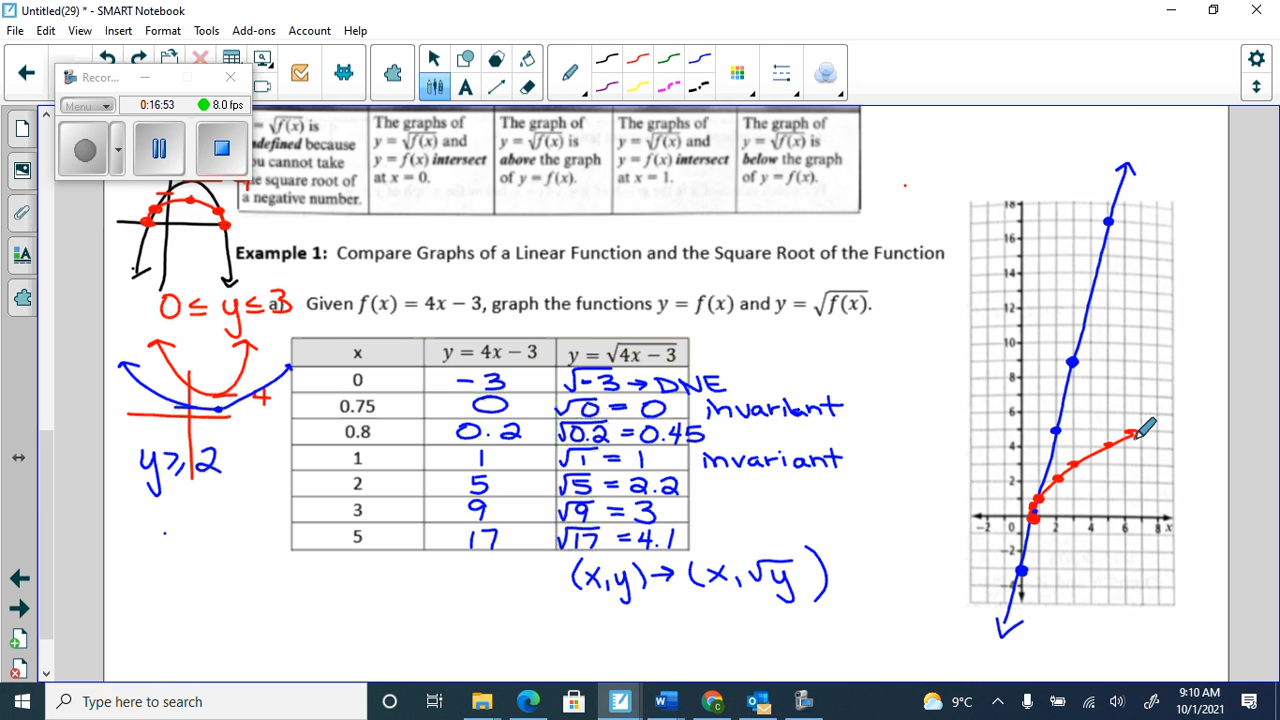 Untitled(29) * - SMART Notebook
File Edit View Insert Format Tools Add-ons Account Help
Recor...
Menu 0:16:53 8.0 fps
= √f(x) is
defined because
ou cannot take
he square root of
a negative number.
The graphs of
y = √f(x) and
y = f(x) intersect
at x = 0.
The graph of
y = √f(x) is
above the graph
of y = f(x).
The graphs of
y = √f(x) and
y = f(x) intersect
at x = 1.
The graph of
y = √f(x) is
below the graph
of y = f(x).
Example 1: Compare Graphs of a Linear Function and the Square Root of the Function
0 ≤ y ≤ 3
a) Given f(x) = 4x − 3, graph the functions y = f(x) and y = √f(x).
x y = 4x − 3 y = √4x − 3
0 −3 √−3 → DNE
0.75 0 √0 = 0 invariant
0.8 0.2 √0.2 = 0.45
1 1 √1 = 1 invariant
2 5 √5 = 2.2
3 9 √9 = 3
5 17 √17 = 4.1
(x,y) → (x, √y)
4
y ≥ 2
18
16
14
12
10
8
6
4
2
-2 0 2 4 6 8 x
-2
Type here to search
9°C
9:10 AM
10/1/2021